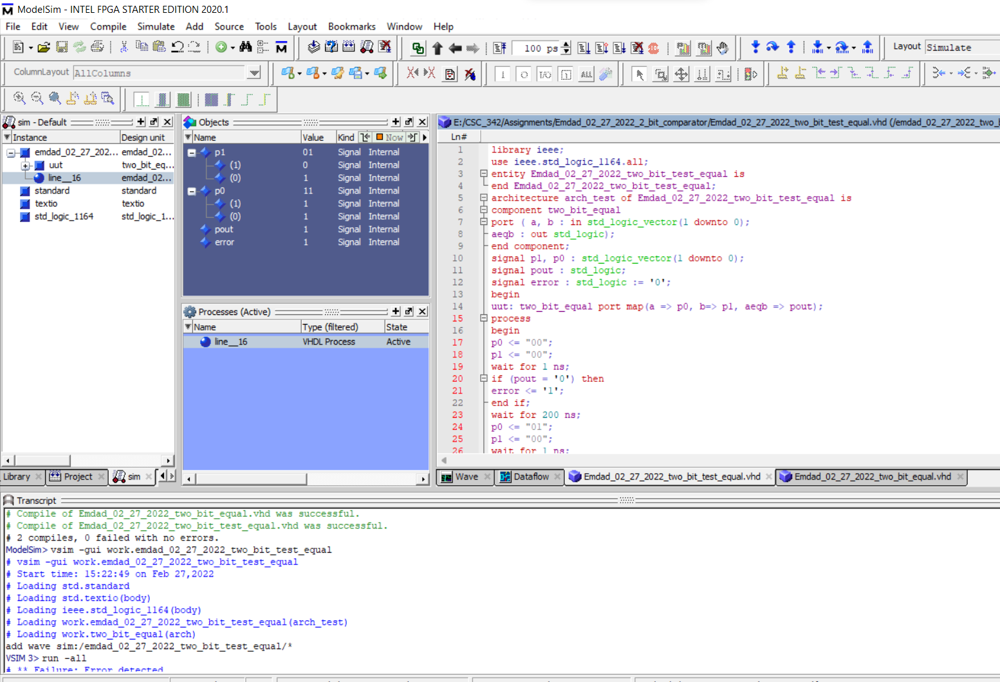 ModelSim - INTEL FPGA STARTER EDITION 2020.1
File Edit View Compile Simulate Add Source Tools Layout Bookmarks Window Help
100 ps
Layout Simulate
ColumnLayout AllColumns
sim - Default
Instance Design unit
emdad_02_27_202... emdad_02...
uut two_bit_eq...
line__16 emdad_02...
standard standard
textio textio
std_logic_1164 std_logic_1...
Library Project sim
Objects
Name Value Kind Now
p1 01 Signal Internal
(1) 0 Signal Internal
(0) 1 Signal Internal
p0 11 Signal Internal
(1) 1 Signal Internal
(0) 1 Signal Internal
pout 1 Signal Internal
error 1 Signal Internal
Processes (Active)
Name Type (filtered) State
line__16 VHDL Process Active
E:/CSC_342/Assignments/Emdad_02_27_2022_2_bit_comparator/Emdad_02_27_2022_two_bit_test_equal.vhd (/emdad_02_27_2022_two_b
Ln#
1 library ieee;
2 use ieee.std_logic_1164.all;
3 entity Emdad_02_27_2022_two_bit_test_equal is
4 end Emdad_02_27_2022_two_bit_test_equal;
5 architecture arch_test of Emdad_02_27_2022_two_bit_test_equal is
6 component two_bit_equal
7 port ( a, b : in std_logic_vector(1 downto 0);
8 aeqb : out std_logic);
9 end component;
10 signal p1, p0 : std_logic_vector(1 downto 0);
11 signal pout : std_logic;
12 signal error : std_logic := '0';
13 begin
14 uut: two_bit_equal port map(a => p0, b=> p1, aeqb => pout);
15 process
16 begin
17 p0 <= "00";
18 p1 <= "00";
19 wait for 1 ns;
20 if (pout = '0') then
21 error <= '1';
22 end if;
23 wait for 200 ns;
24 p0 <= "01";
25 p1 <= "00";
26 wait for 1 ns;
Wave Dataflow Emdad_02_27_2022_two_bit_test_equal.vhd Emdad_02_27_2022_two_bit_equal.vhd
Transcript
# Compile of Emdad_02_27_2022_two_bit_equal.vhd was successful.
# Compile of Emdad_02_27_2022_two_bit_test_equal.vhd was successful.
# 2 compiles, 0 failed with no errors.
ModelSim> vsim -gui work.emdad_02_27_2022_two_bit_test_equal
# vsim -gui work.emdad_02_27_2022_two_bit_test_equal
# Start time: 15:22:49 on Feb 27,2022
# Loading std.standard
# Loading std.textio(body)
# Loading ieee.std_logic_1164(body)
# Loading work.emdad_02_27_2022_two_bit_test_equal(arch_test)
# Loading work.two_bit_equal(arch)
add wave sim:/emdad_02_27_2022_two_bit_test_equal/*
VSIM 3> run -all
# ** Failure: Error detected